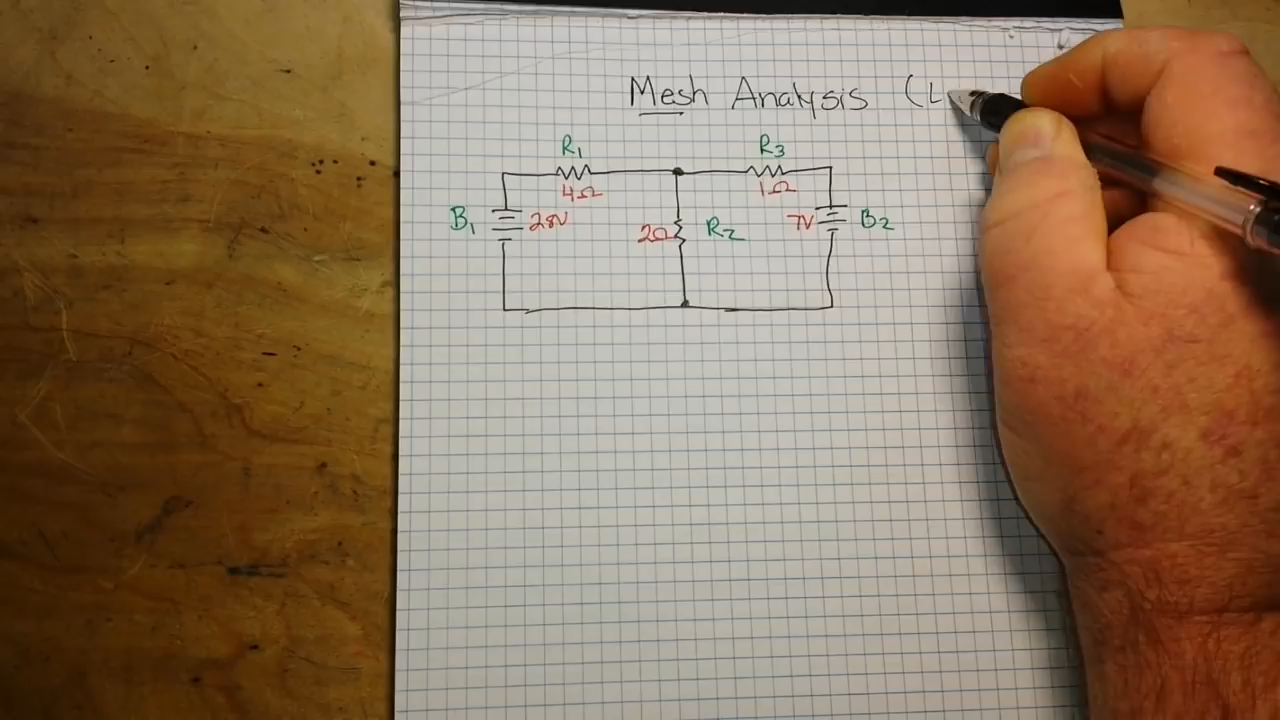 Mesh Analysis (L
R1 R3
4Ω 1Ω
B1 28V 2Ω R2 7V B2